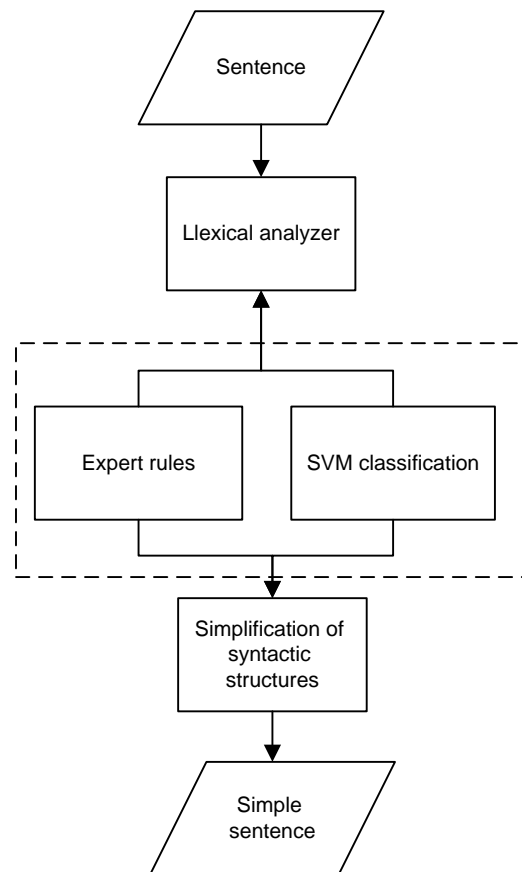 Sentence
Llexical analyzer
Expert rules
SVM classification
Simplification of
syntactic
structures
Simple
sentence